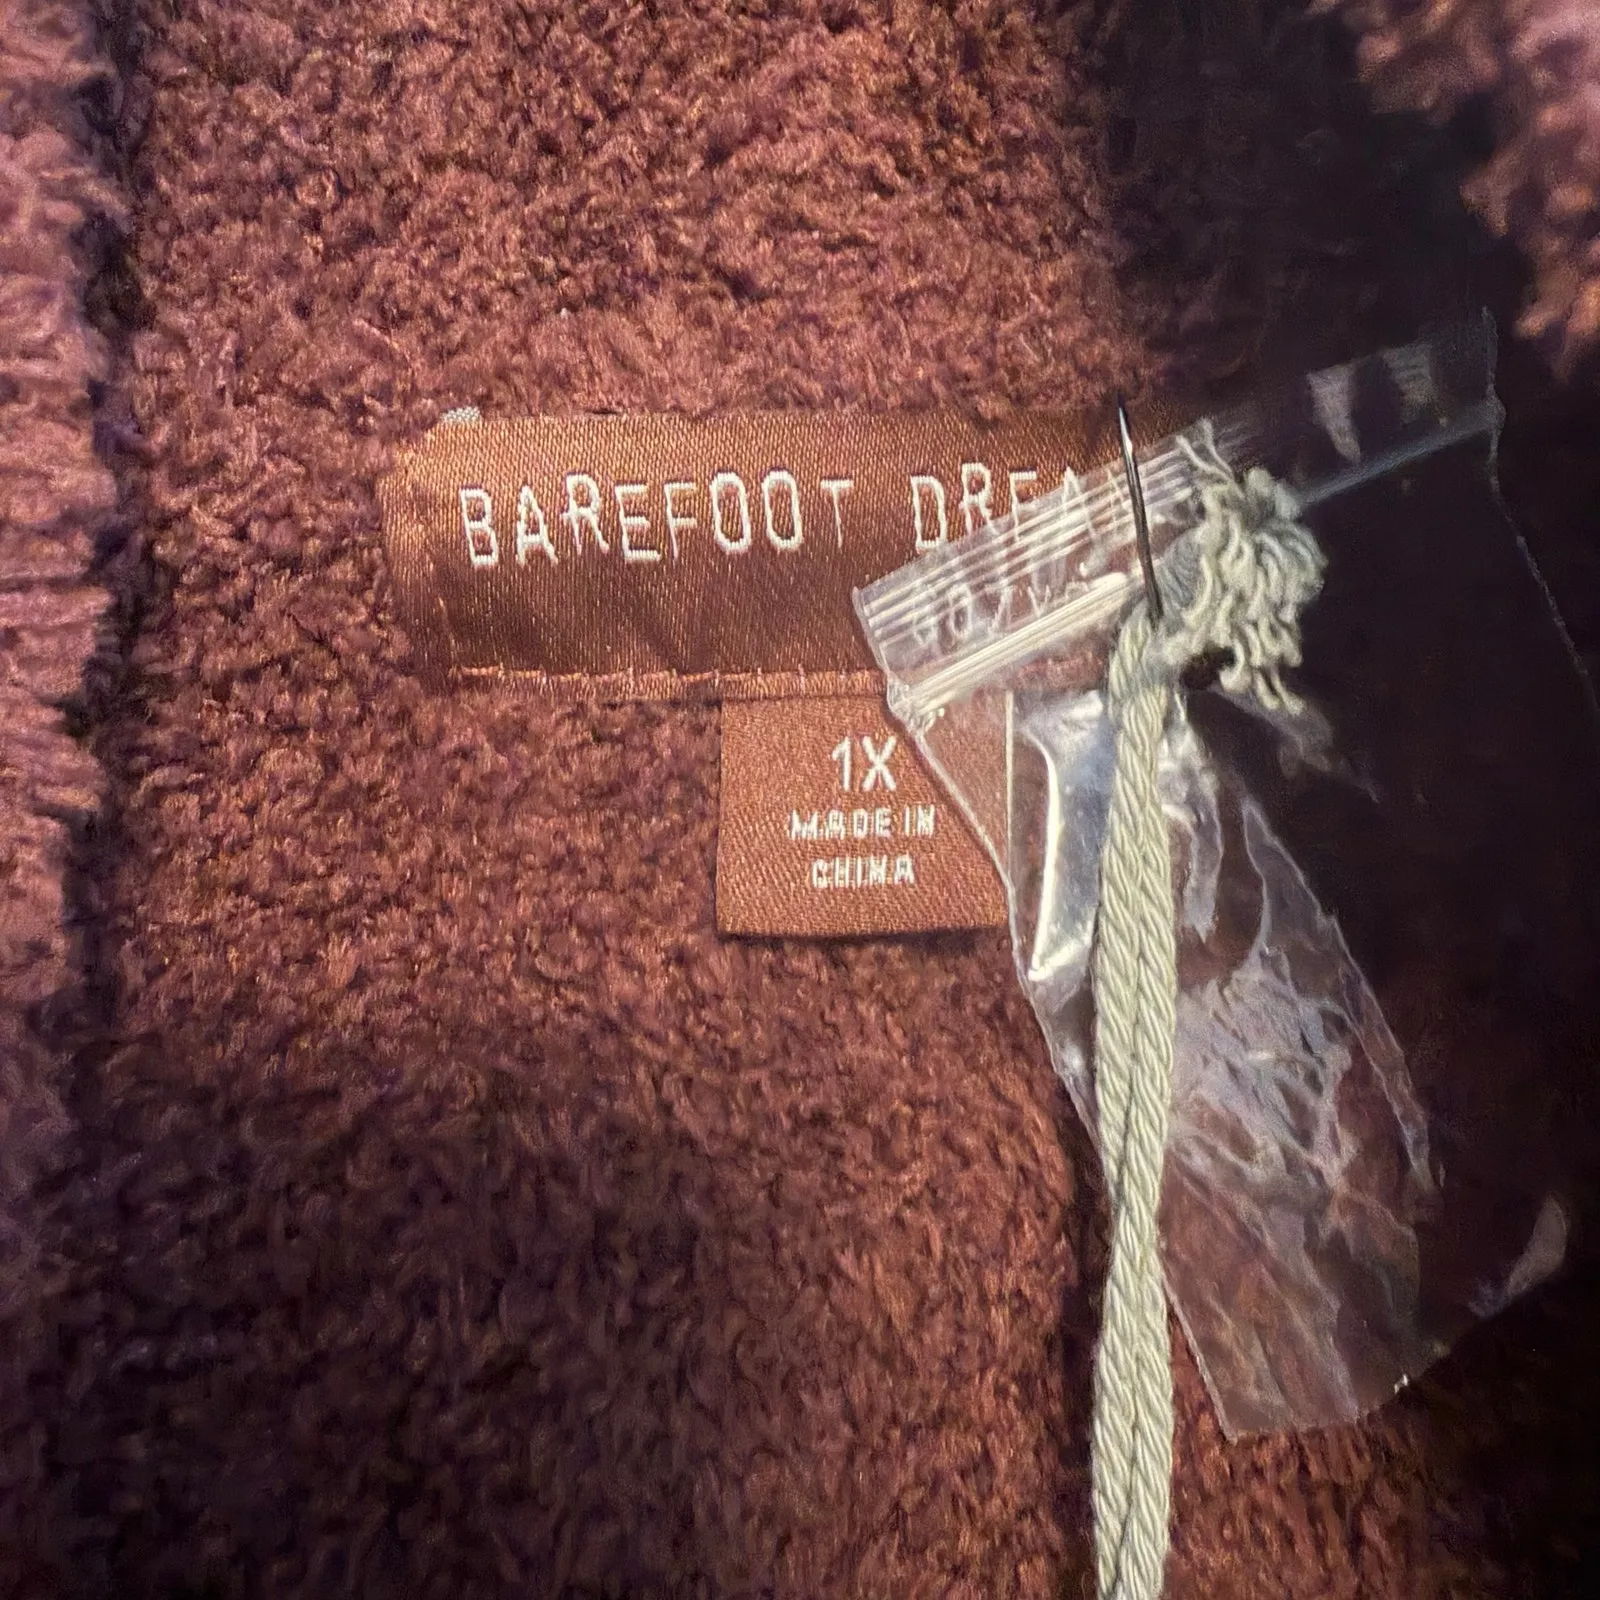 BAREFOOT DREA
1X
MADE IN
CHINA